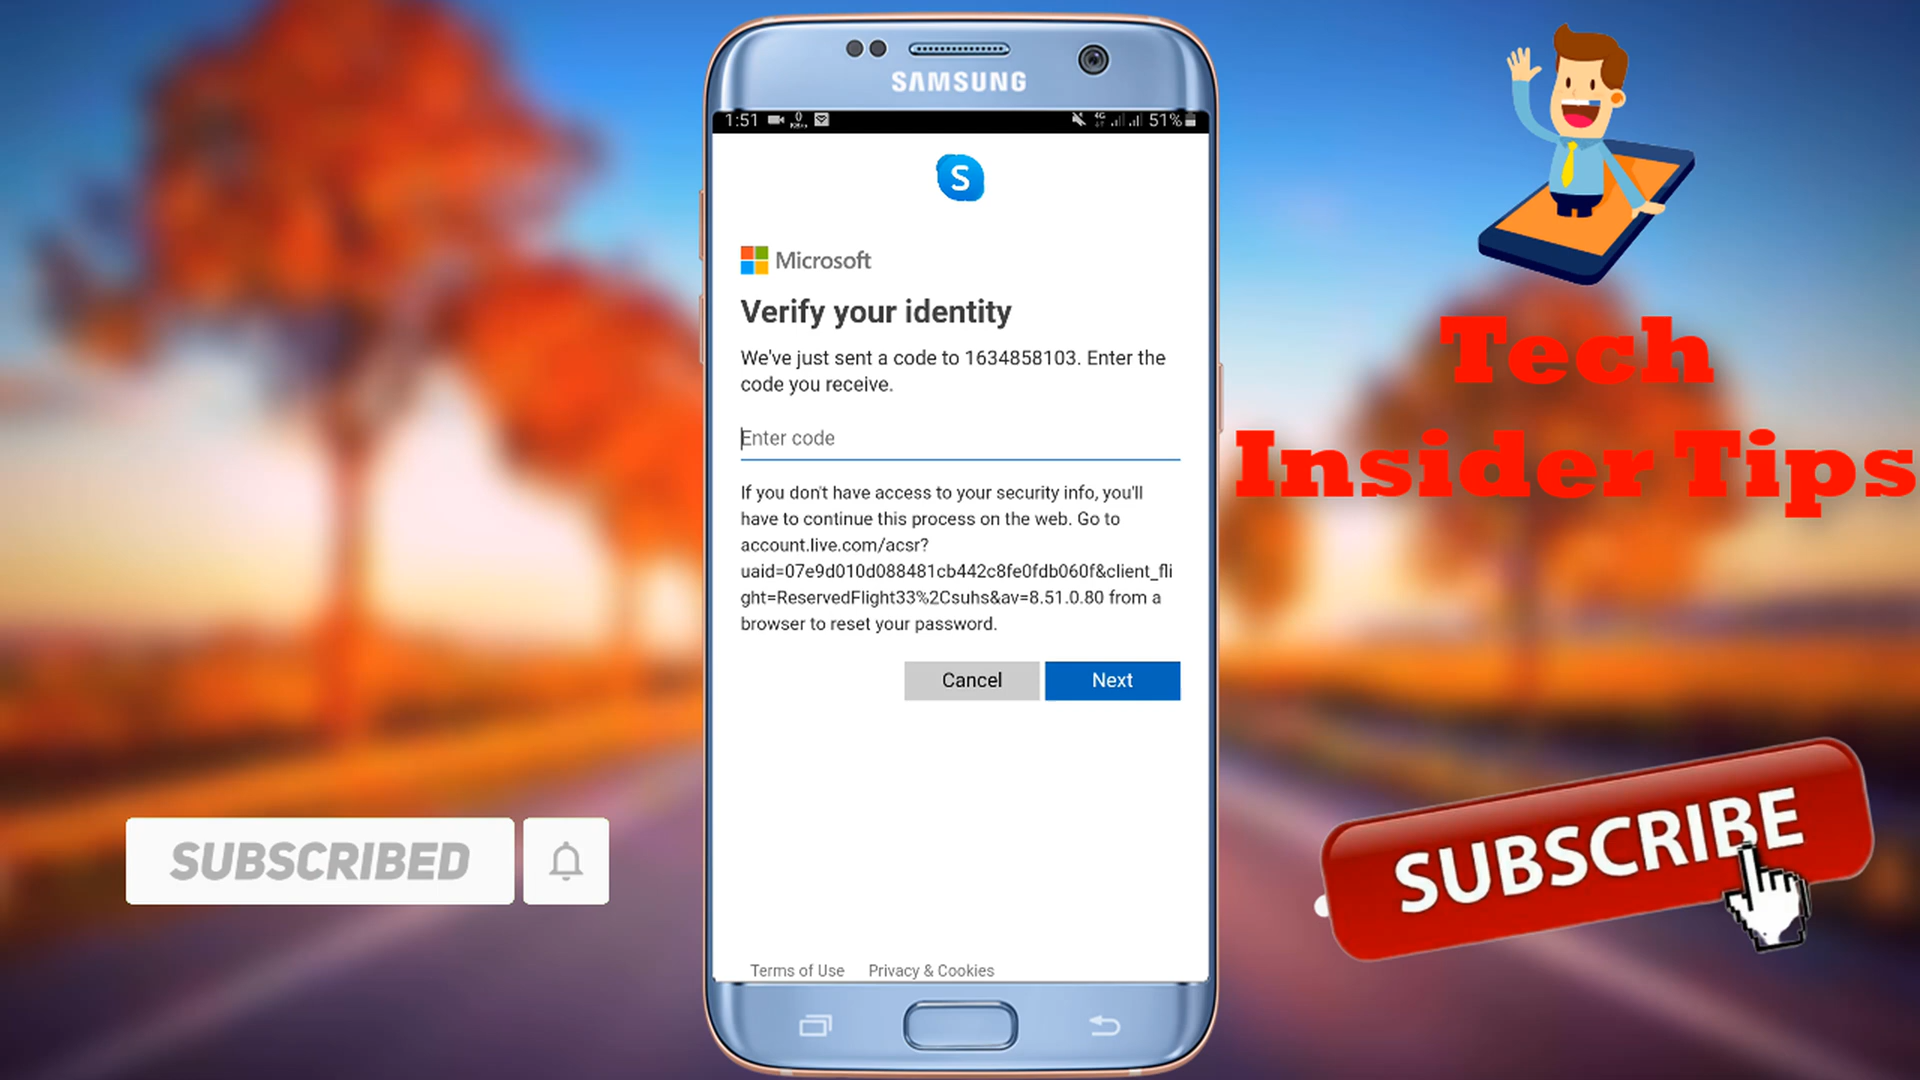 SAMSUNG
1:51
51%
S
Microsoft
Verify your identity
We've just sent a code to 1634858103. Enter the
code you receive.
Enter code
If you don't have access to your security info, you'll
have to continue this process on the web. Go to
account.live.com/acsr?
uaid=07e9d010d088481cb442c8fe0fdb060f&client_fli
ght=ReservedFlight33%2Csuhs&av=8.51.0.80 from a
browser to reset your password.
Cancel
Next
Terms of Use
Privacy & Cookies
Tech
Insider Tips
SUBSCRIBED
SUBSCRIBE